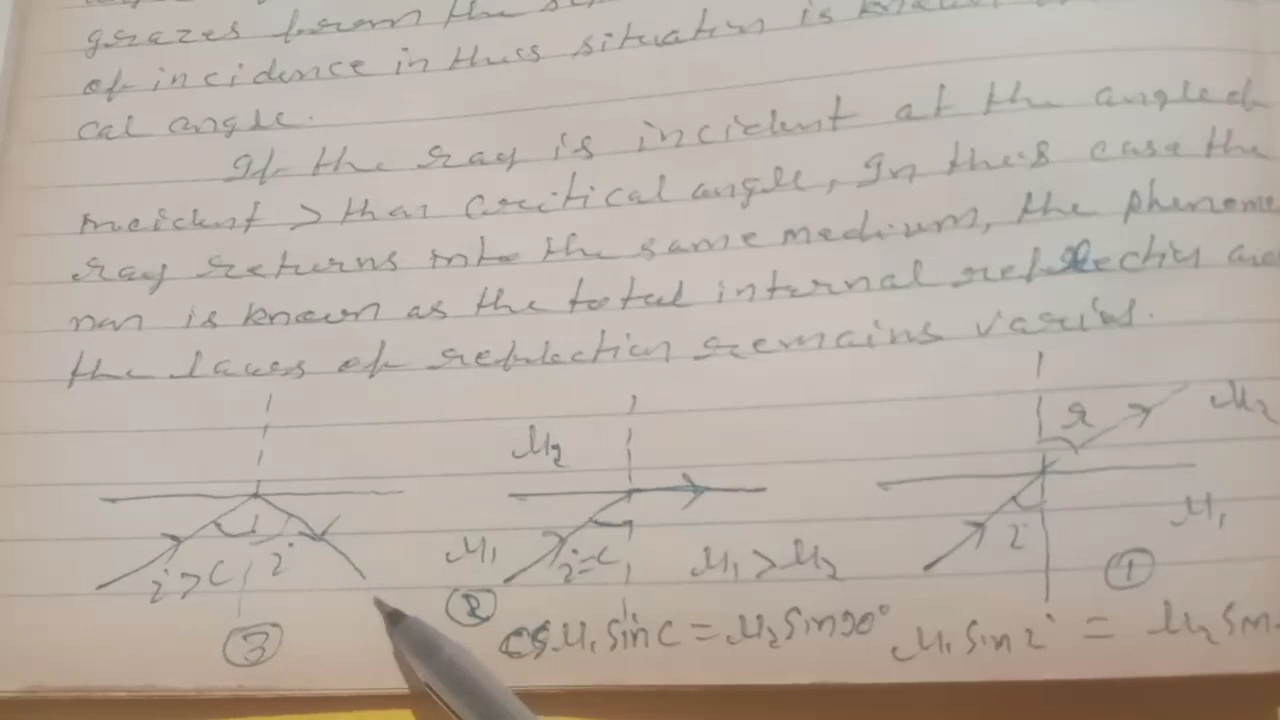 grazes from the
of incidence in this situation is
cal angle.
If the ray is incident at the angle of
incident > than critical angle, In this case the
ray returns into the same medium, the phenome
non is known as the total internal reflection and
the laws of reflection remains varies.
r μ2
μ2
μ1
μ1 i=c μ1 > μ2 i
i>c i ①
②
③ μ1 sin c = μ2 sin 90° μ1 sin i = μ2 sin